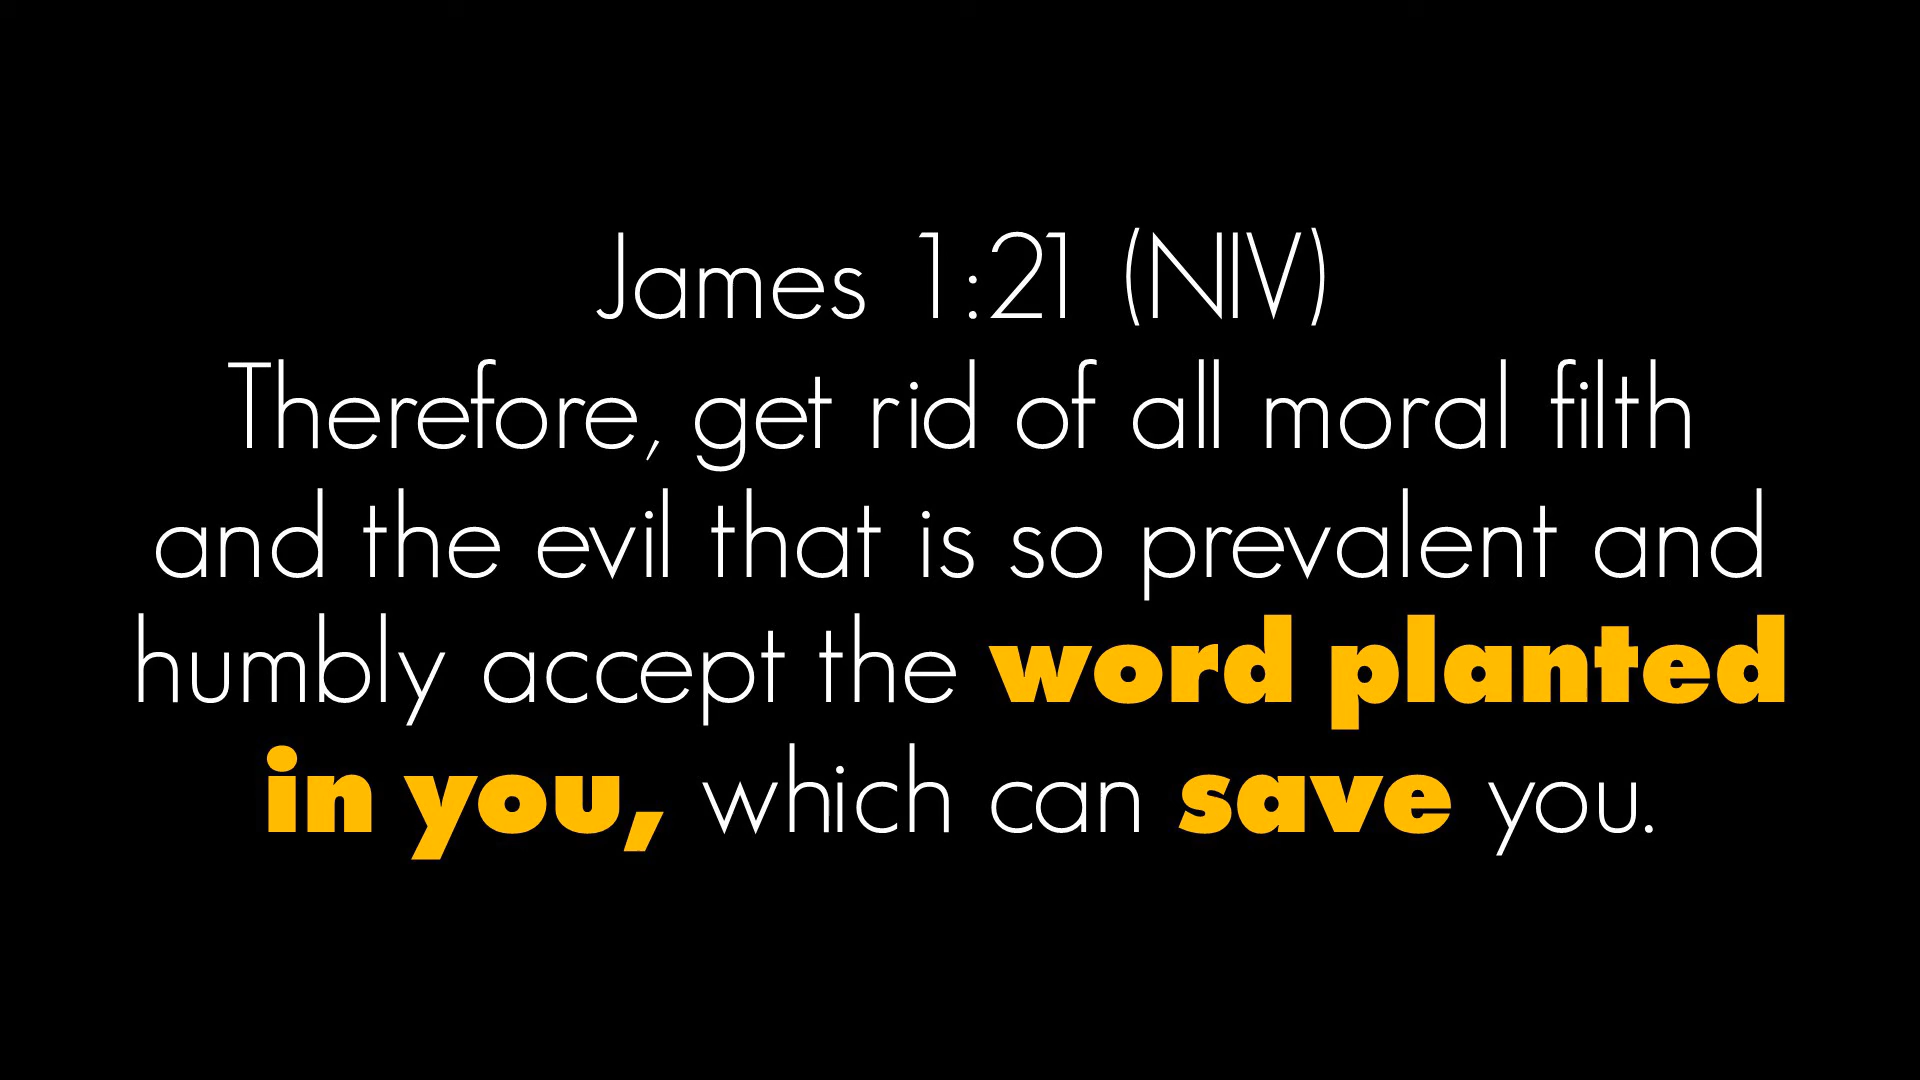 James 1:21 (NIV)
Therefore, get rid of all moral filth
and the evil that is so prevalent and
humbly accept the word planted
in you, which can save you.